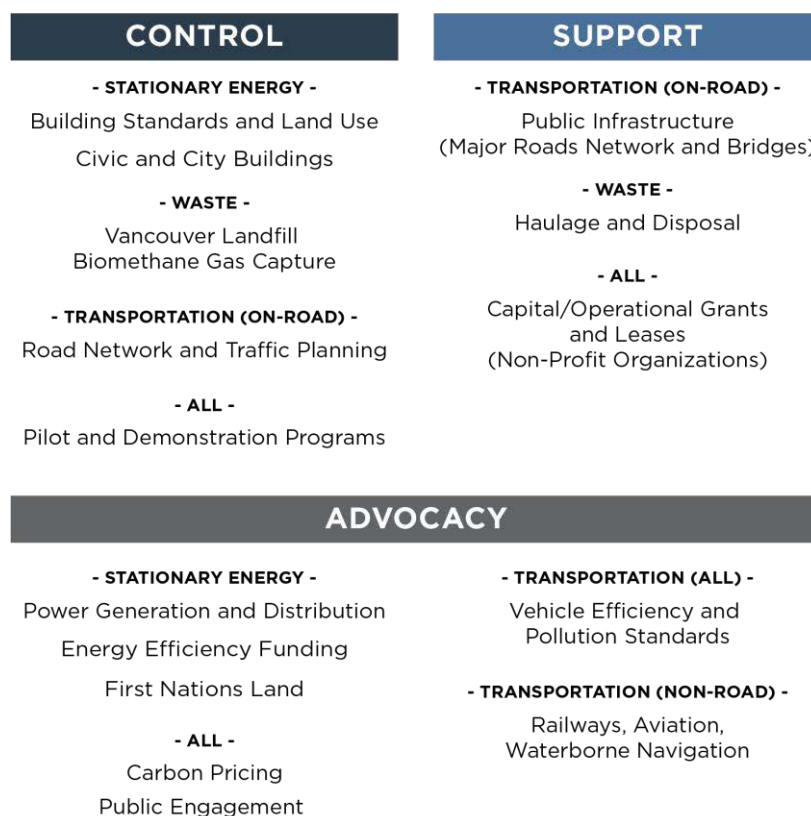 CONTROL
- STATIONARY ENERGY -
Building Standards and Land Use
Civic and City Buildings
- WASTE -
Vancouver Landfill
Biomethane Gas Capture
- TRANSPORTATION (ON-ROAD) -
Road Network and Traffic Planning
- ALL -
Pilot and Demonstration Programs
SUPPORT
- TRANSPORTATION (ON-ROAD) -
Public Infrastructure
(Major Roads Network and Bridges)
- WASTE -
Haulage and Disposal
- ALL -
Capital/Operational Grants
and Leases
(Non-Profit Organizations)
ADVOCACY
- STATIONARY ENERGY -
Power Generation and Distribution
Energy Efficiency Funding
First Nations Land
- ALL -
Carbon Pricing
Public Engagement
- TRANSPORTATION (ALL) -
Vehicle Efficiency and
Pollution Standards
- TRANSPORTATION (NON-ROAD) -
Railways, Aviation,
Waterborne Navigation